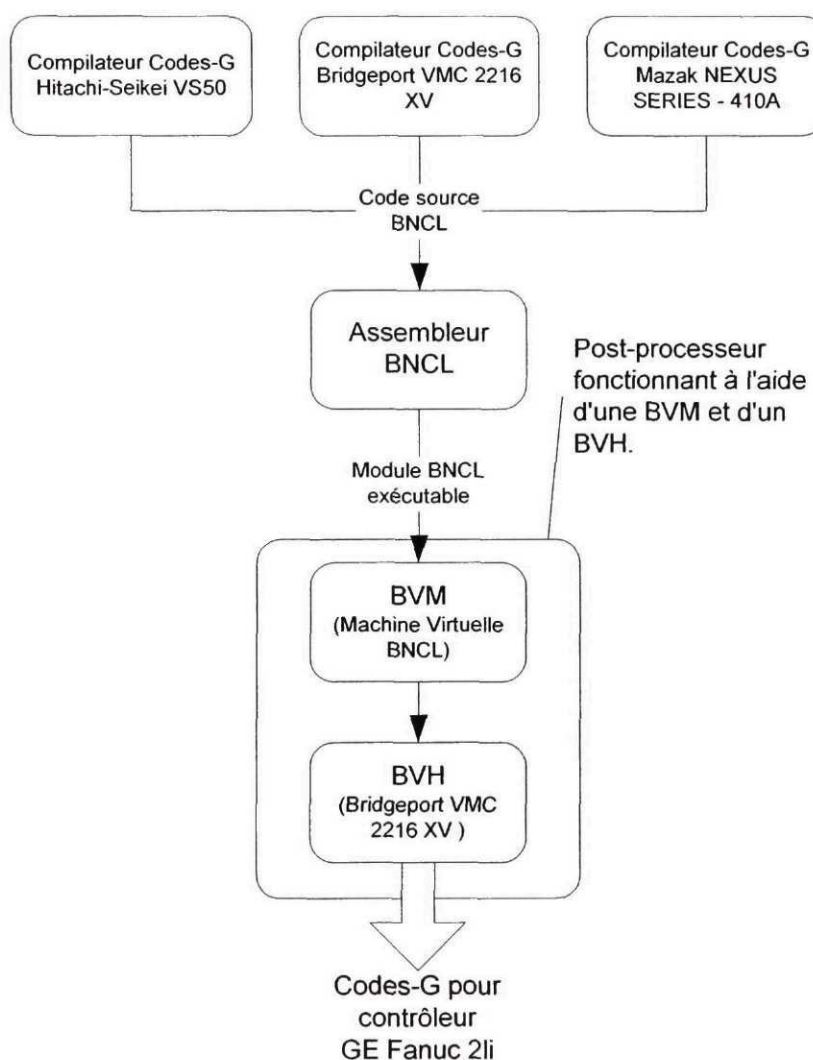 Compilateur Codes-G
Hitachi-Seikei VS50
Compilateur Codes-G
Bridgeport VMC 2216
XV
Compilateur Codes-G
Mazak NEXUS
SERIES - 410A
Code source
BNCL
Assembleur
BNCL
Post-processeur
fonctionnant à l'aide
d'une BVM et d'un
BVH.
Module BNCL
exécutable
BVM
(Machine Virtuelle
BNCL)
BVH
(Bridgeport VMC
2216 XV )
Codes-G pour
contrôleur
GE Fanuc 2li